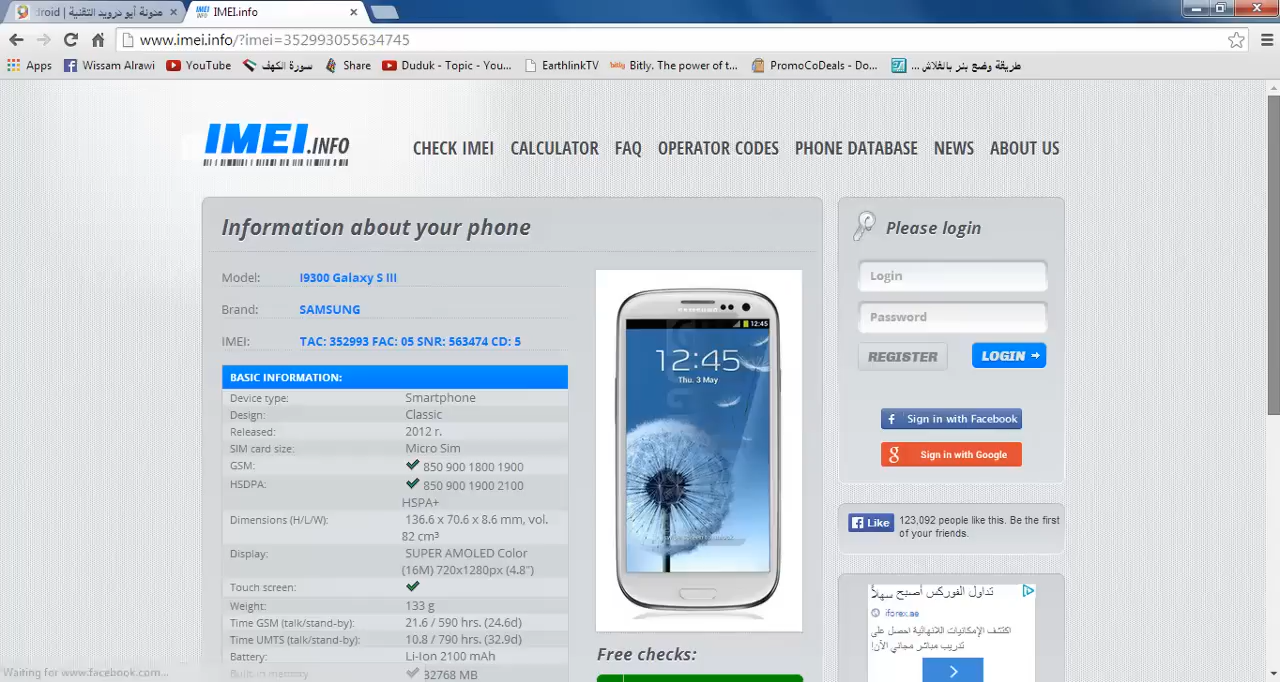 مدونة أبو درويد التقنية | droid:
IMEI.info
www.imei.info/?imei=352993055634745
Apps
Wissam Alrawi
YouTube
سورة الكهف
Share
Duduk - Topic - You...
EarthlinkTV
Bitly. The power of t...
PromoCoDeals - Do...
طريقة وضع بنر بالفلاش ...
IMEI.INFO
CHECK IMEI
CALCULATOR
FAQ
OPERATOR CODES
PHONE DATABASE
NEWS
ABOUT US
Information about your phone
Model: I9300 Galaxy S III
Brand: SAMSUNG
IMEI: TAC: 352993 FAC: 05 SNR: 563474 CD: 5
BASIC INFORMATION:
Device type: Smartphone
Design: Classic
Released: 2012 г.
SIM card size: Micro Sim
GSM: 850 900 1800 1900
HSDPA: 850 900 1900 2100
HSPA+
Dimensions (H/L/W): 136.6 x 70.6 x 8.6 mm, vol.
82 cm³
Display: SUPER AMOLED Color
(16M) 720x1280px (4.8")
Touch screen:
Weight: 133 g
Time GSM (talk/stand-by): 21.6 / 590 hrs. (24.6d)
Time UMTS (talk/stand-by): 10.8 / 790 hrs. (32.9d)
Battery: Li-Ion 2100 mAh
Built-in memory 32768 MB
SAMSUNG
12:45
12:45
Thu. 3 May
Free checks:
Please login
Login
Password
REGISTER
LOGIN
Sign in with Facebook
Sign in with Google
Like
123,092 people like this. Be the first
of your friends.
تداول الفوركس أصبح سهلاً
iforex.ae
اكتشف الإمكانيات اللانهائية احصل على
تدريب مباشر مجاني الآن!
Waiting for www.facebook.com...